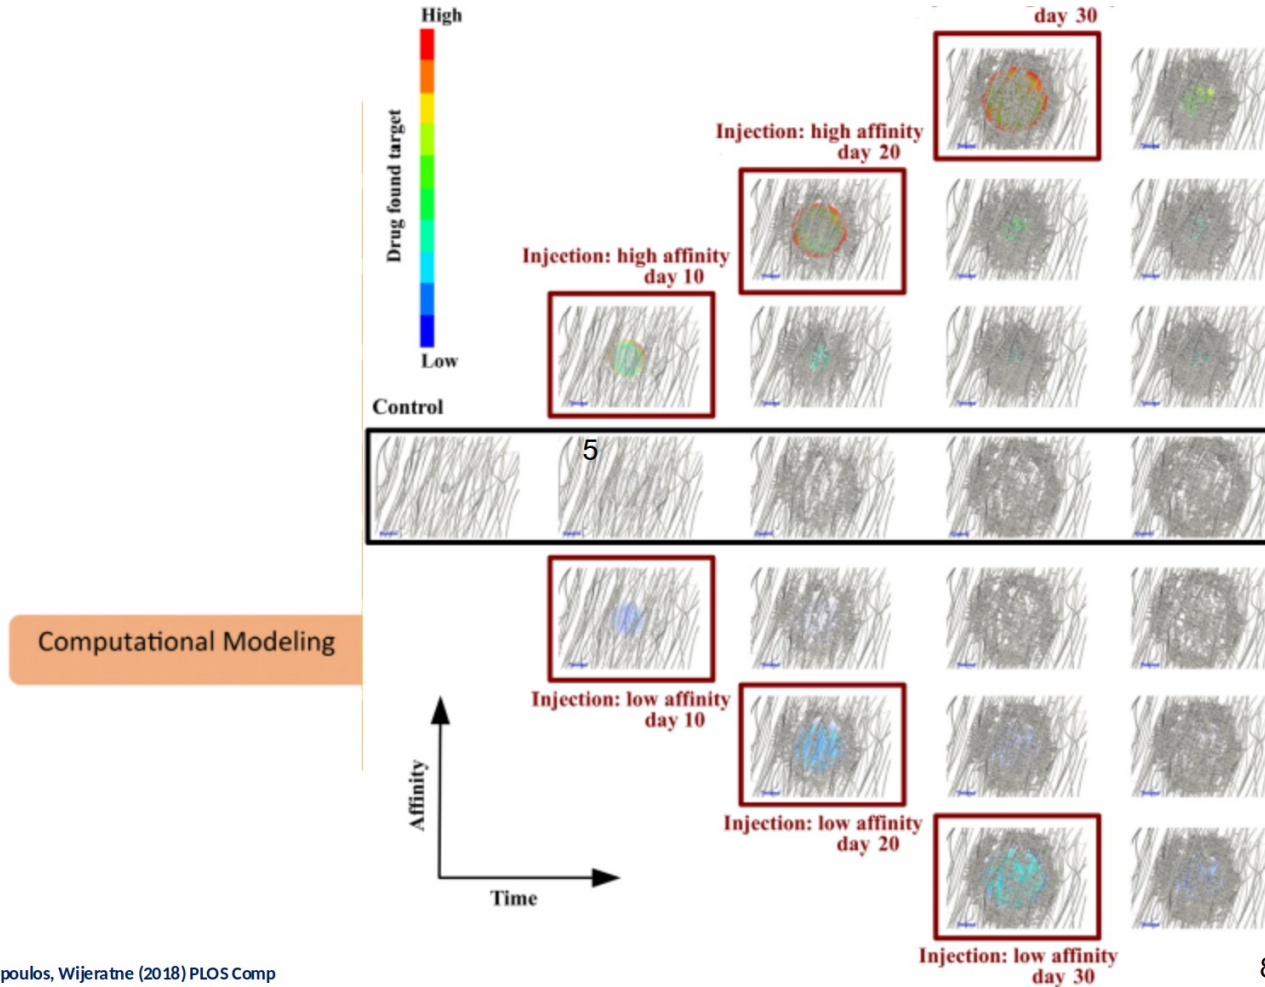 High
day 30
Drug found target
Injection: high affinity
day 20
Injection: high affinity
day 10
Low
Control
5
Computational Modeling
Injection: low affinity
day 10
Affinity
Injection: low affinity
day 20
Time
Injection: low affinity
day 30
poulos, Wijeratne (2018) PLOS Comp